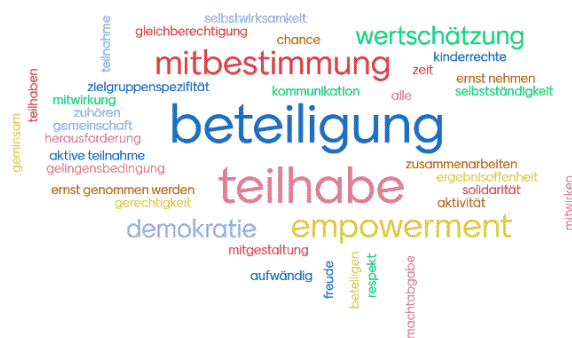 selbstwirksamkeit
gleichberechtigung
chance
wertschätzung
teilnahme
mitbestimmung
kinderrechte
zeit
ernst nehmen
teilhaben
zielgruppenspezifität
kommunikation
alle
selbstständigkeit
mitwirkung
zuhören
beteiligung
gemeinschaft
gemeinsam
herausforderung
aktive teilnahme
gelingensbedingung
zusammenarbeiten
ergebnisoffenheit
ernst genommen werden
teilhabe
solidarität
gerechtigkeit
aktivität
mitwirken
demokratie
empowerment
mitgestaltung
aufwändig
freude
beteiligen
respekt
machtabgabe